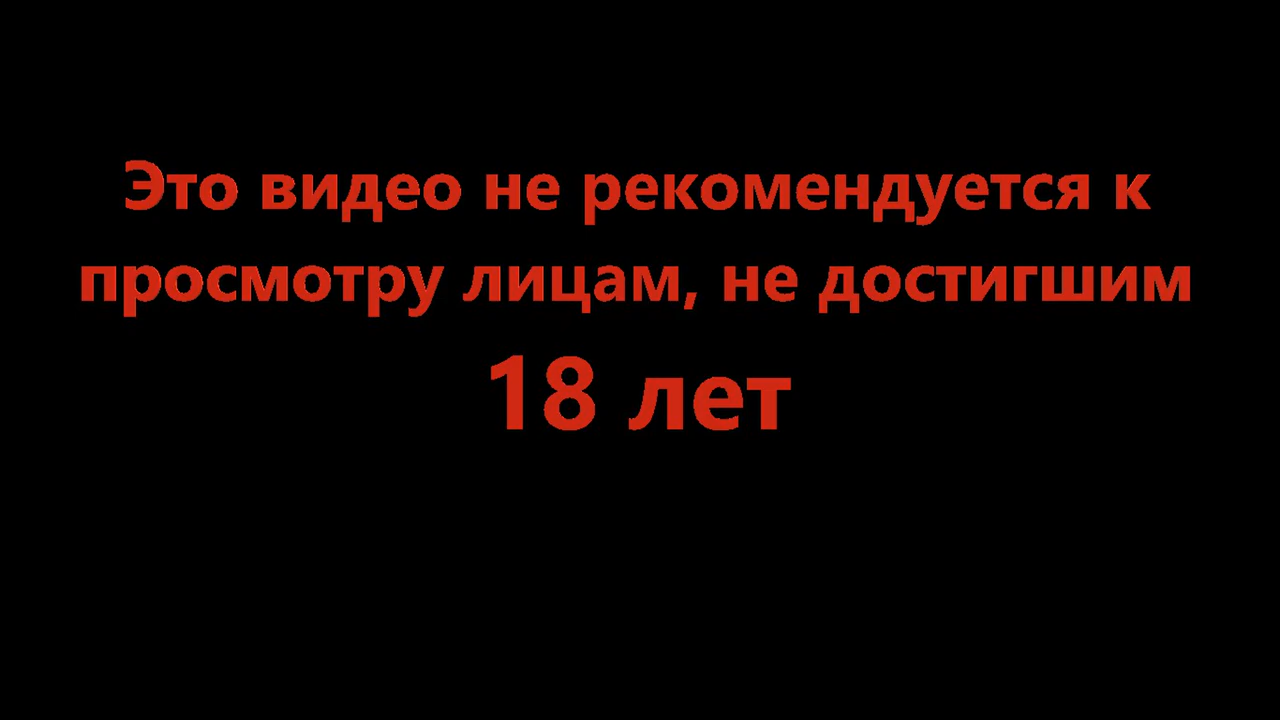 Это видео не рекомендуется к
просмотру лицам, не достигшим
18 лет